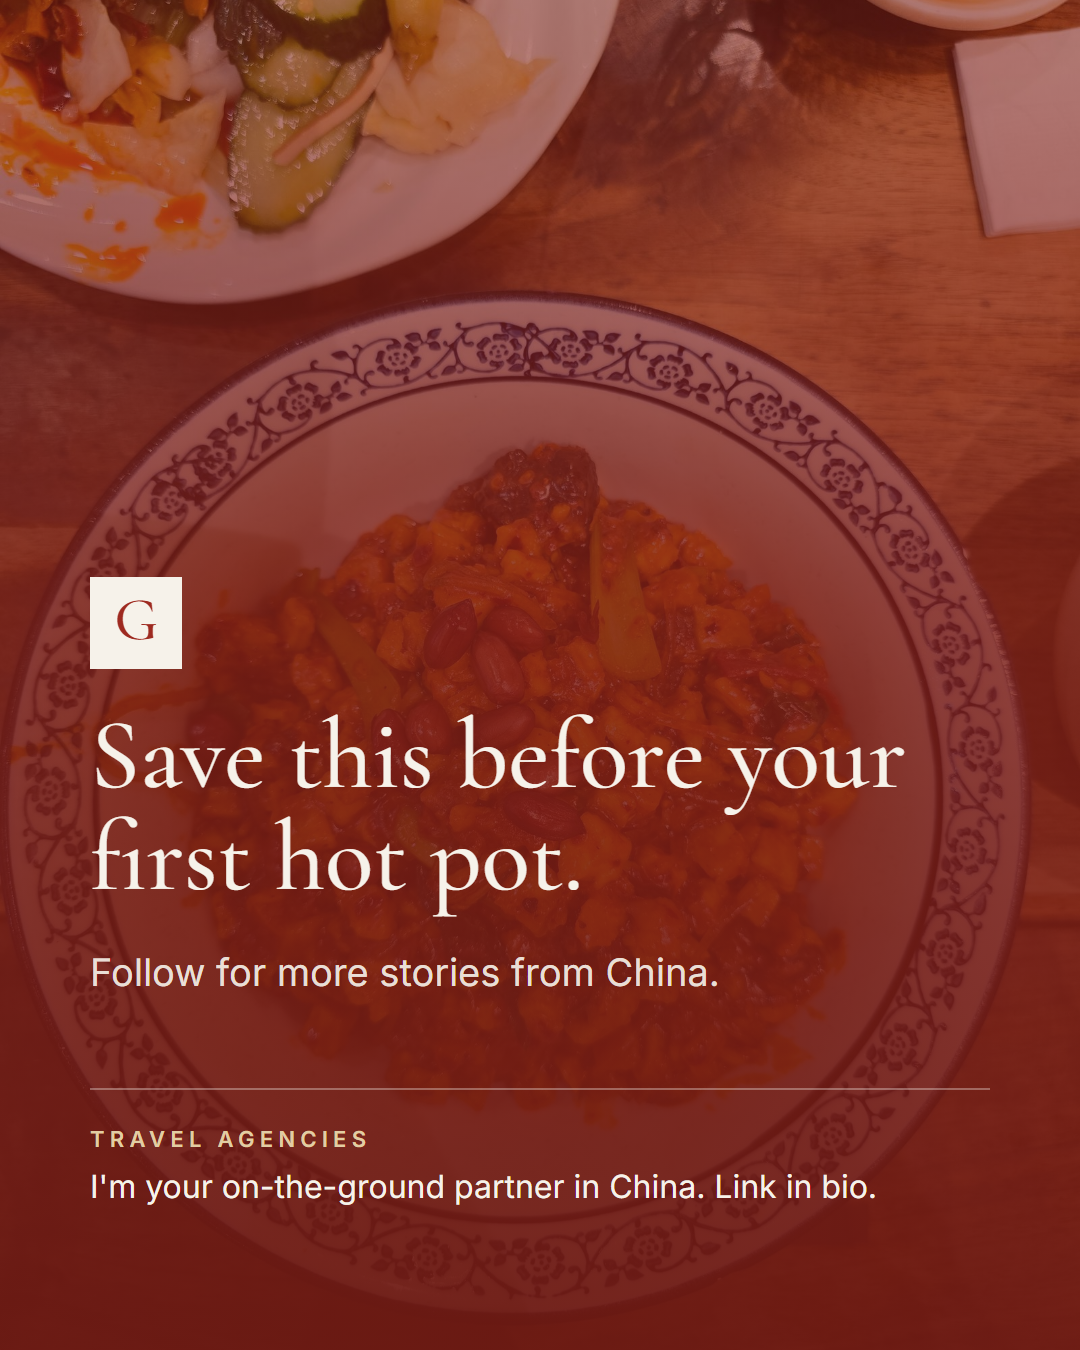 G
Save this before your
first hot pot.
Follow for more stories from China.
TRAVEL AGENCIES
I'm your on-the-ground partner in China. Link in bio.